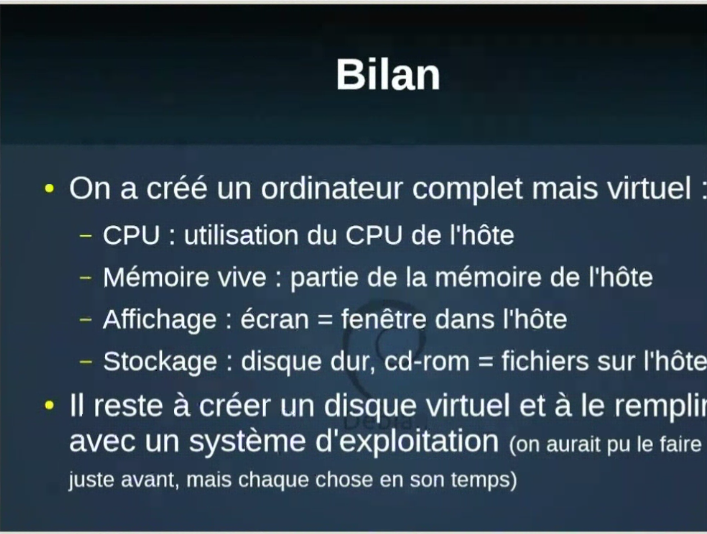 Bilan
• On a créé un ordinateur complet mais virtuel :
– CPU : utilisation du CPU de l'hôte
– Mémoire vive : partie de la mémoire de l'hôte
– Affichage : écran = fenêtre dans l'hôte
– Stockage : disque dur, cd-rom = fichiers sur l'hôte
• Il reste à créer un disque virtuel et à le remplir
avec un système d'exploitation (on aurait pu le faire
juste avant, mais chaque chose en son temps)
Debian